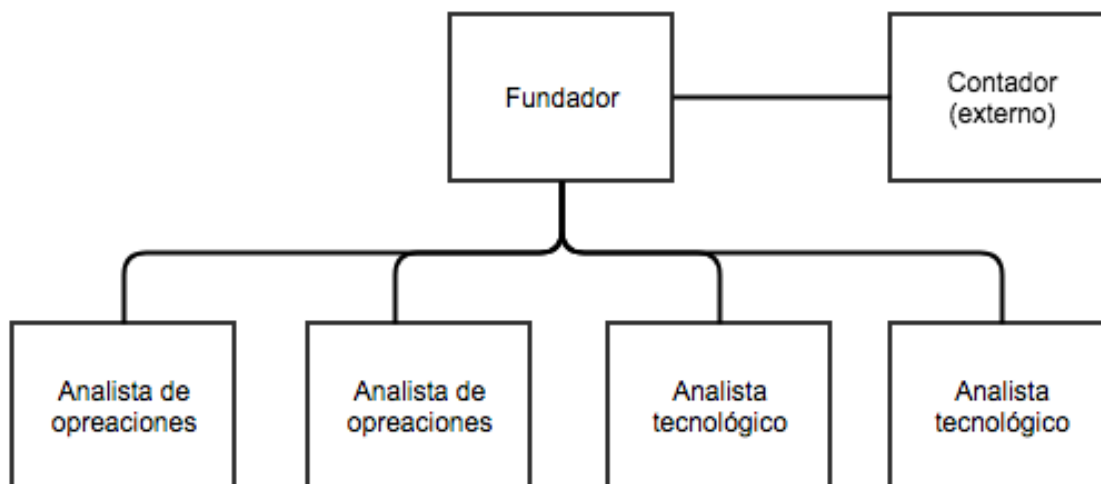 Fundador
Contador
(externo)
Analista de
opreaciones
Analista de
opreaciones
Analista
tecnológico
Analista
tecnológico